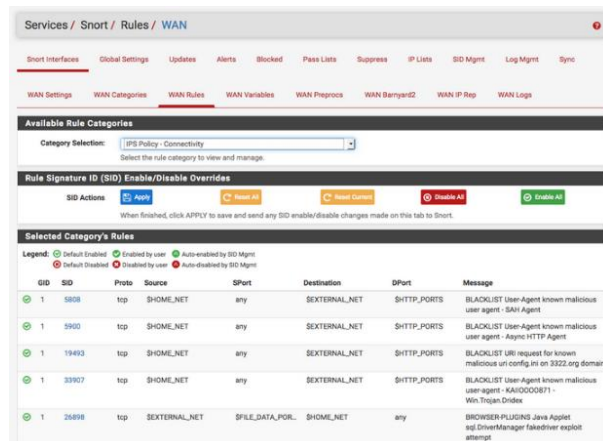 Services / Snort / Rules / WAN
Snort Interfaces Global Settings Updates Alerts Blocked Pass Lists Suppress IP Lists SID Mgmt Log Mgmt Sync
WAN Settings WAN Categories WAN Rules WAN Variables WAN Preprocs WAN Barnyard2 WAN IP Rep WAN Logs
Available Rule Categories
Category Selection: IPS Policy - Connectivity
Select the rule category to view and manage.
Rule Signature ID (SID) Enable/Disable Overrides
SID Actions Apply Reset All Reset Current Disable All Enable All
When finished, click APPLY to save and send any SID enable/disable changes made on this tab to Snort.
Selected Category's Rules
Legend: Default Enabled Enabled by user Auto-enabled by SID Mgmt
Default Disabled Disabled by user Auto-disabled by SID Mgmt
GID SID Proto Source SPort Destination DPort Message
1 5808 tcp $HOME_NET any $EXTERNAL_NET $HTTP_PORTS BLACKLIST User-Agent known malicious
user agent - SAH Agent
1 5900 tcp $HOME_NET any $EXTERNAL_NET $HTTP_PORTS BLACKLIST User-Agent known malicious
user agent - Async HTTP Agent
1 19493 tcp $HOME_NET any $EXTERNAL_NET $HTTP_PORTS BLACKLIST URI request for known
malicious uri config.ini on 3322.org domain
1 33907 tcp $HOME_NET any $EXTERNAL_NET $HTTP_PORTS BLACKLIST User-Agent known malicious
user-agent - KAIIOOOO871 -
Win.Trojan.Dridex
1 26898 tcp $EXTERNAL_NET $FILE_DATA_POR... $HOME_NET any BROWSER-PLUGINS Java Applet
sql.DriverManager fakedriver exploit
attempt